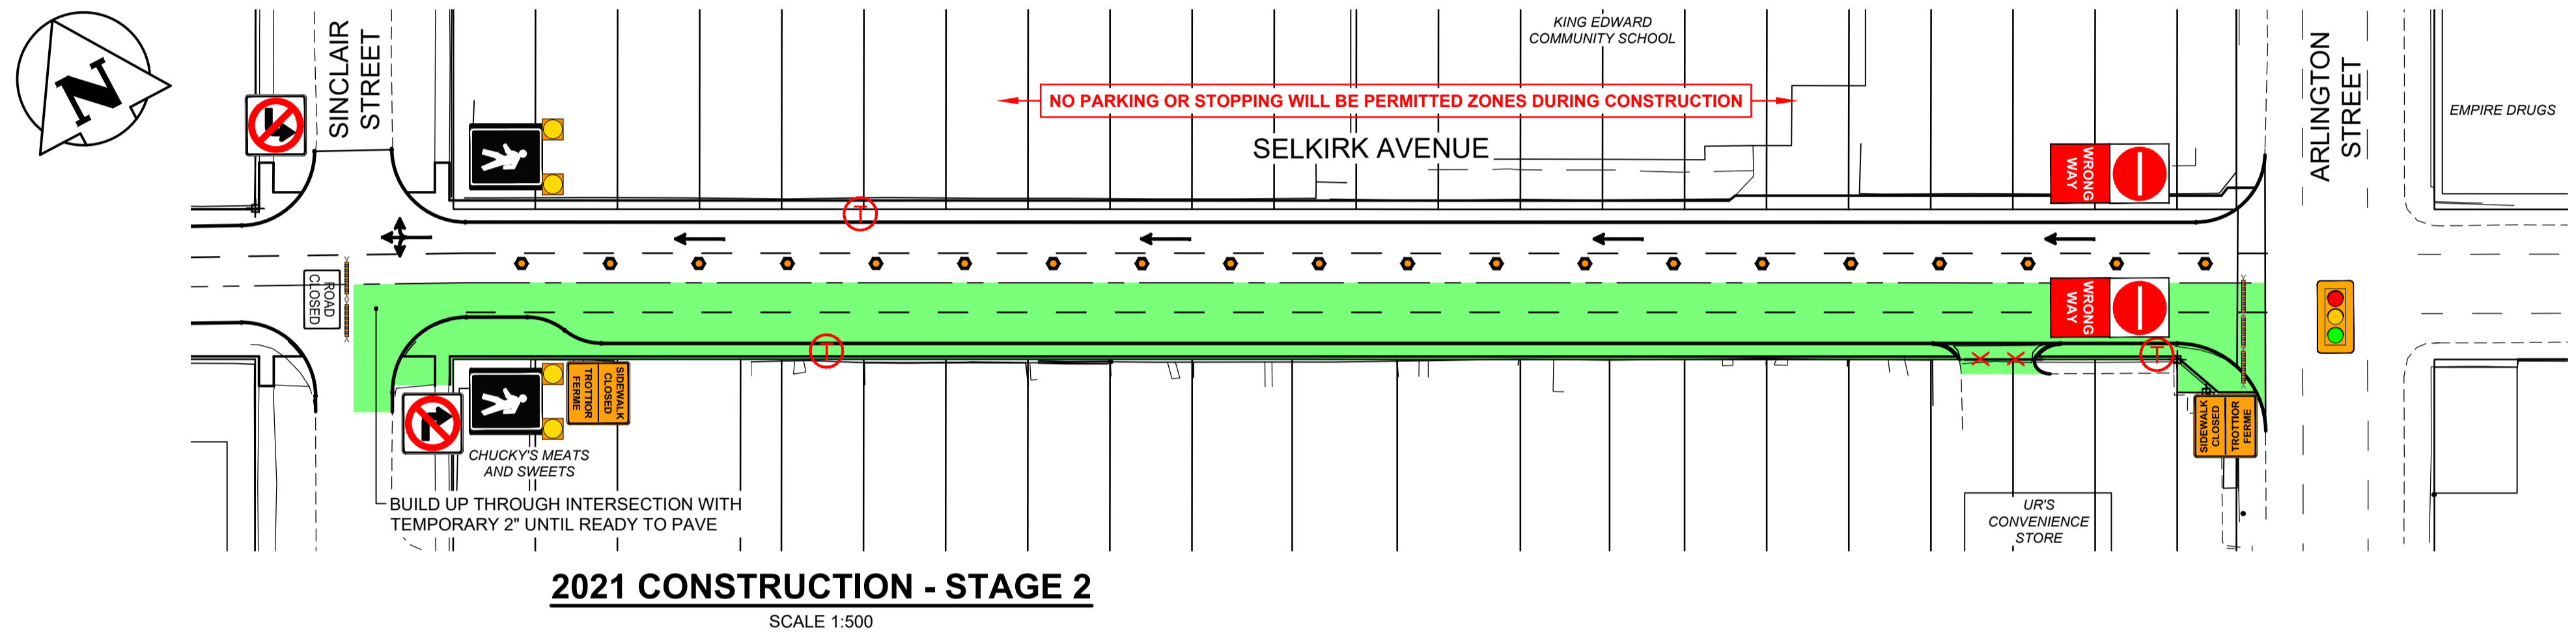 N
SINCLAIR
STREET
KING EDWARD
COMMUNITY SCHOOL
NO PARKING OR STOPPING WILL BE PERMITTED ZONES DURING CONSTRUCTION
SELKIRK AVENUE
WRONG
WAY
ARLINGTON
STREET
EMPIRE DRUGS
T
ROAD
CLOSED
WRONG
WAY
T
T
SIDEWALK
CLOSED
TROTTIOR
FERME
SIDEWALK
CLOSED
TROTTIOR
FERME
CHUCKY'S MEATS
AND SWEETS
BUILD UP THROUGH INTERSECTION WITH
TEMPORARY 2" UNTIL READY TO PAVE
UR'S
CONVENIENCE
STORE
2021 CONSTRUCTION - STAGE 2
SCALE 1:500